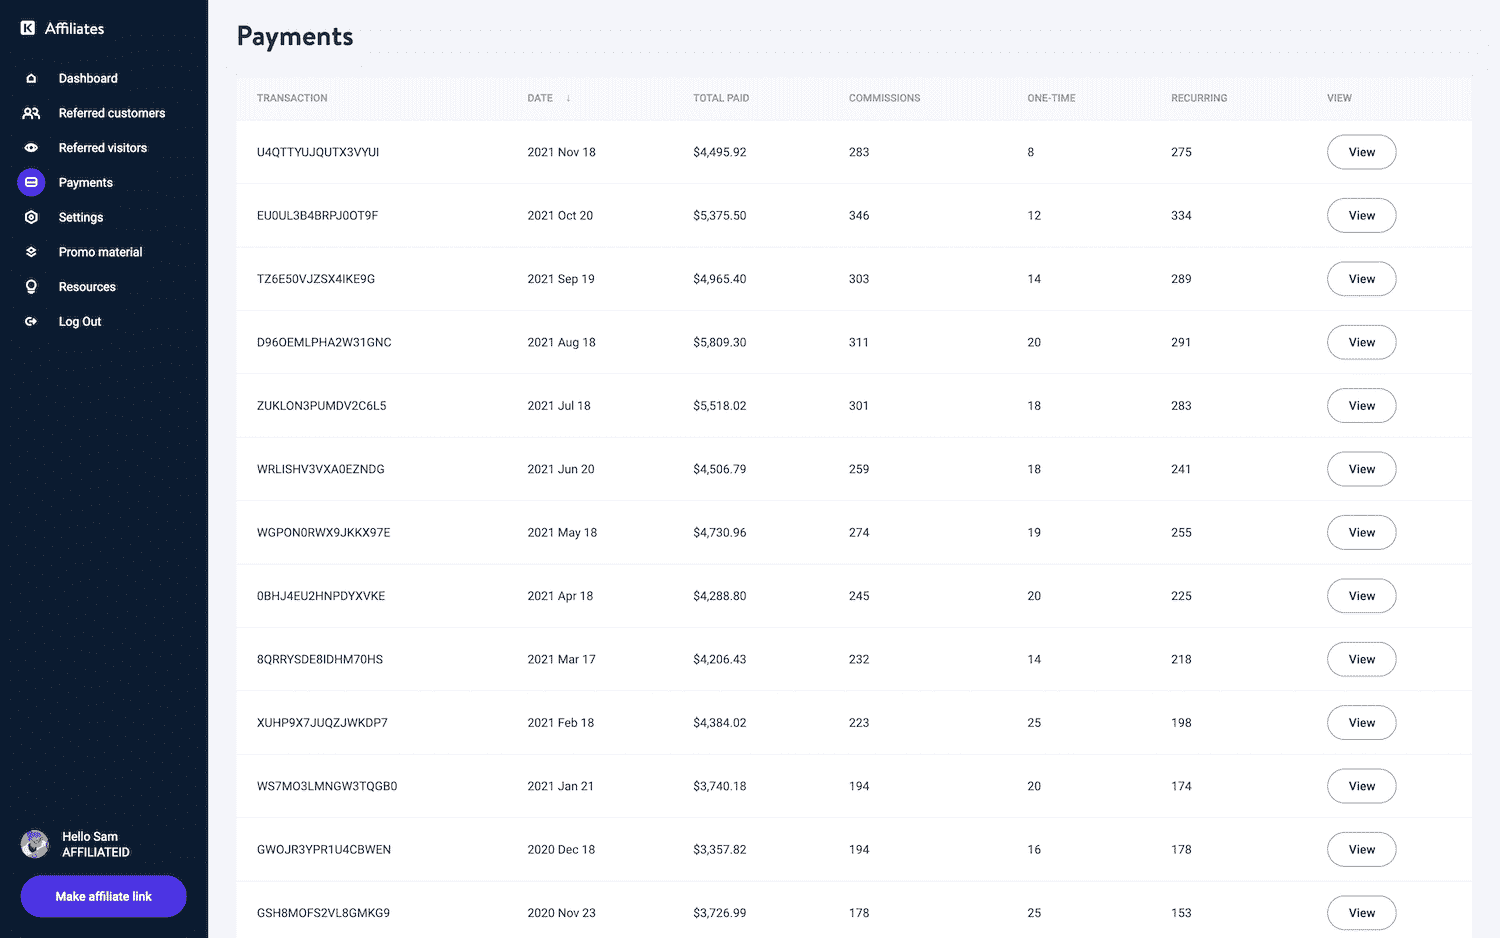 K Affiliates
Dashboard
Referred customers
Referred visitors
Payments
Settings
Promo material
Resources
Log Out
Hello Sam
AFFILIATEID
Make affiliate link
Payments
TRANSACTION DATE ↓ TOTAL PAID COMMISSIONS ONE-TIME RECURRING VIEW
U4QTTYUJQUTX3VYUI 2021 Nov 18 $4,495.92 283 8 275 View
EU0UL3B4BRPJ0OT9F 2021 Oct 20 $5,375.50 346 12 334 View
TZ6E50VJZSX4IKE9G 2021 Sep 19 $4,965.40 303 14 289 View
D96OEMLPHA2W31GNC 2021 Aug 18 $5,809.30 311 20 291 View
ZUKLON3PUMDV2C6L5 2021 Jul 18 $5,518.02 301 18 283 View
WRLISHV3VXA0EZNDG 2021 Jun 20 $4,506.79 259 18 241 View
WGPON0RWX9JKKX97E 2021 May 18 $4,730.96 274 19 255 View
0BHJ4EU2HNPDYXVKE 2021 Apr 18 $4,288.80 245 20 225 View
8QRRYSDE8IDHM70HS 2021 Mar 17 $4,206.43 232 14 218 View
XUHP9X7JUQZJWKDP7 2021 Feb 18 $4,384.02 223 25 198 View
WS7MO3LMNGW3TQGB0 2021 Jan 21 $3,740.18 194 20 174 View
GWOJR3YPR1U4CBWEN 2020 Dec 18 $3,357.82 194 16 178 View
GSH8MOFS2VL8GMKG9 2020 Nov 23 $3,726.99 178 25 153 View